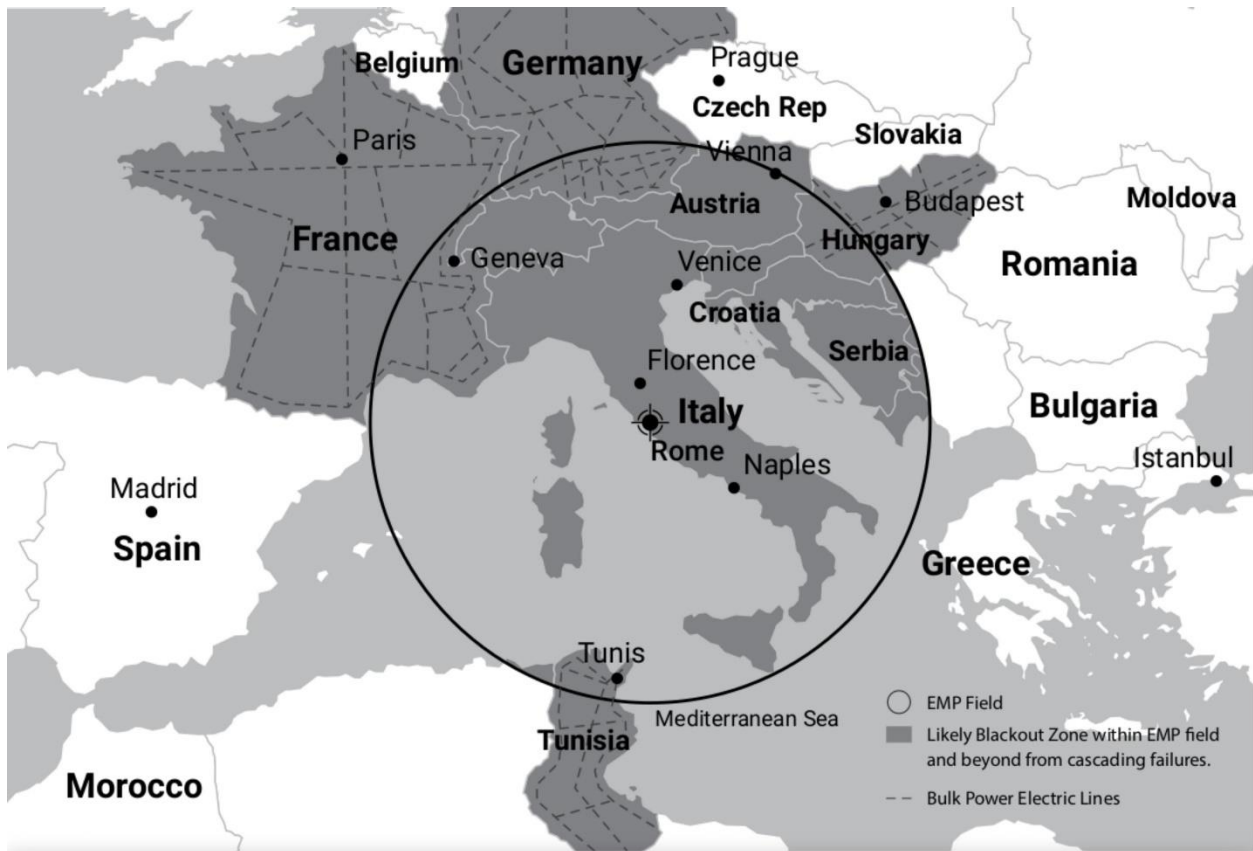 Belgium
Germany
Prague
Czech Rep
Slovakia
Paris
Vienna
Moldova
Austria
Budapest
France
Hungary
Geneva
Venice
Romania
Croatia
Serbia
Florence
Italy
Bulgaria
Rome
Naples
Istanbul
Madrid
Spain
Greece
Tunis
EMP Field
Mediterranean Sea
Likely Blackout Zone within EMP field
and beyond from cascading failures.
Tunisia
Morocco
Bulk Power Electric Lines